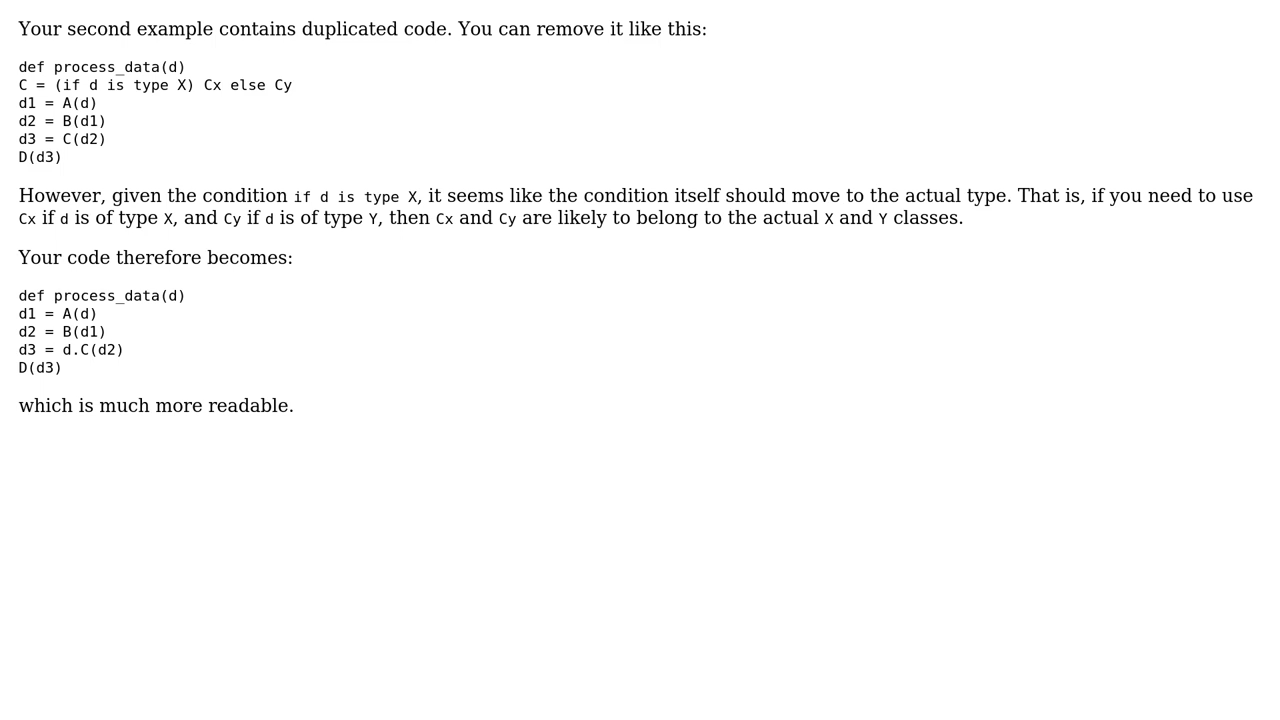 Your second example contains duplicated code. You can remove it like this:
def process_data(d)
C = (if d is type X) Cx else Cy
d1 = A(d)
d2 = B(d1)
d3 = C(d2)
D(d3)
However, given the condition if d is type X, it seems like the condition itself should move to the actual type. That is, if you need to use
Cx if d is of type X, and Cy if d is of type Y, then Cx and Cy are likely to belong to the actual X and Y classes.
Your code therefore becomes:
def process_data(d)
d1 = A(d)
d2 = B(d1)
d3 = d.C(d2)
D(d3)
which is much more readable.